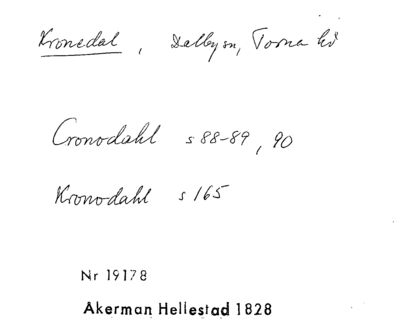 Kronedal, Dalby sn, Torna hd
Cronodahl s 88-89, 90
Kronodahl s 165
Nr 19178
Akerman Hellestad 1828